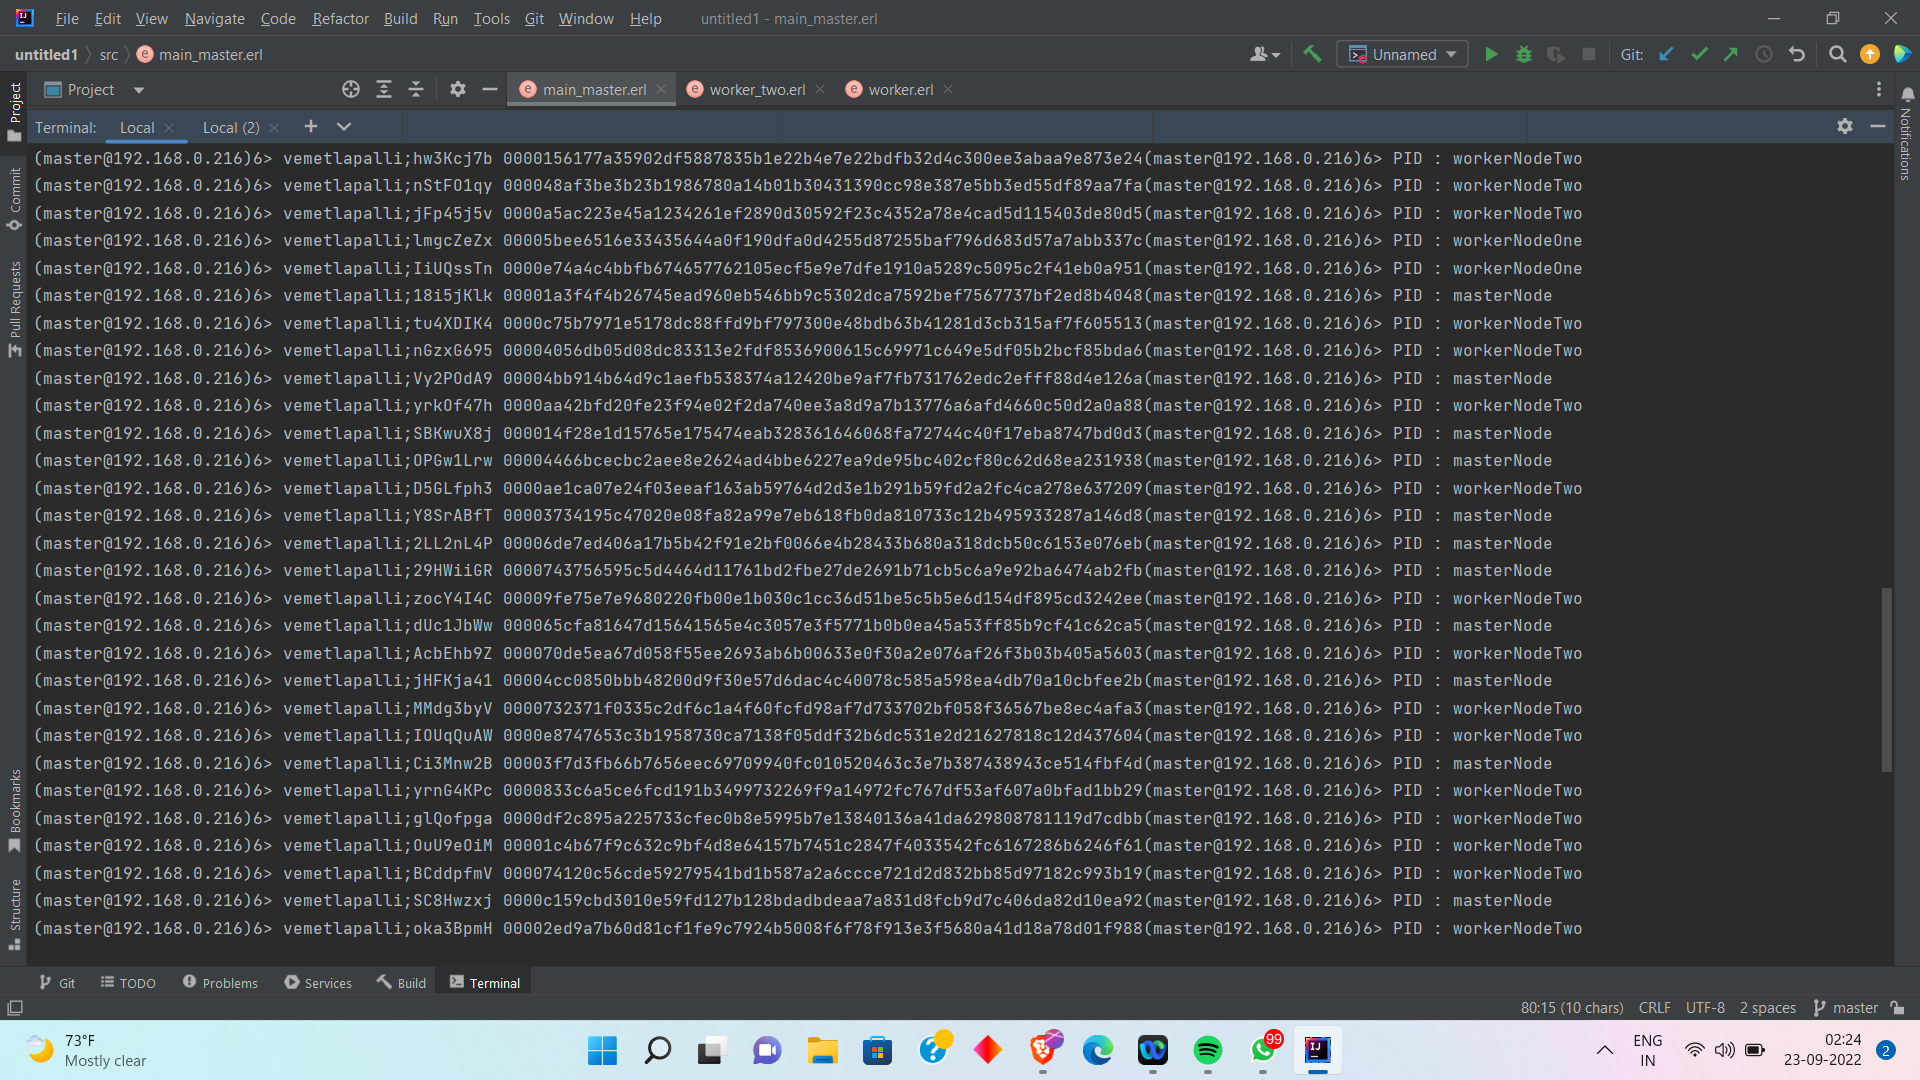 File Edit View Navigate Code Refactor Build Run Tools Git Window Help untitled1 - main_master.erl
untitled1 src main_master.erl Unnamed Git:
Project main_master.erl worker_two.erl worker.erl
Terminal: Local Local (2)
(master@192.168.0.216)6> vemetlapalli;hw3Kcj7b 0000156177a35902df5887835b1e22b4e7e22bdfb32d4c300ee3abaa9e873e24(master@192.168.0.216)6> PID : workerNodeTwo
(master@192.168.0.216)6> vemetlapalli;nStFO1qy 000048af3be3b23b1986780a14b01b30431390cc98e387e5bb3ed55df89aa7fa(master@192.168.0.216)6> PID : workerNodeTwo
(master@192.168.0.216)6> vemetlapalli;jFp45j5v 0000a5ac223e45a1234261ef2890d30592f23c4352a78e4cad5d115403de80d5(master@192.168.0.216)6> PID : workerNodeTwo
(master@192.168.0.216)6> vemetlapalli;lmgcZeZx 00005bee6516e33435644a0f190dfa0d4255d87255baf796d683d57a7abb337c(master@192.168.0.216)6> PID : workerNodeOne
(master@192.168.0.216)6> vemetlapalli;IiUQssTn 0000e74a4c4bbfb674657762105ecf5e9e7dfe1910a5289c5095c2f41eb0a951(master@192.168.0.216)6> PID : workerNodeOne
(master@192.168.0.216)6> vemetlapalli;18i5jKlk 00001a3f4f4b26745ead960eb546bb9c5302dca7592bef7567737bf2ed8b4048(master@192.168.0.216)6> PID : masterNode
(master@192.168.0.216)6> vemetlapalli;tu4XDIK4 0000c75b7971e5178dc88ffd9bf797300e48bdb63b41281d3cb315af7f605513(master@192.168.0.216)6> PID : workerNodeTwo
(master@192.168.0.216)6> vemetlapalli;nGzxG695 00004056db05d08dc83313e2fdf8536900615c69971c649e5df05b2bcf85bda6(master@192.168.0.216)6> PID : workerNodeTwo
(master@192.168.0.216)6> vemetlapalli;Vy2POdA9 00004bb914b64d9c1aefb538374a12420be9af7fb731762edc2efff88d4e126a(master@192.168.0.216)6> PID : masterNode
(master@192.168.0.216)6> vemetlapalli;yrkOf47h 0000aa42bfd20fe23f94e02f2da740ee3a8d9a7b13776a6afd4660c50d2a0a88(master@192.168.0.216)6> PID : workerNodeTwo
(master@192.168.0.216)6> vemetlapalli;SBKwuX8j 000014f28e1d15765e175474eab328361646068fa72744c40f17eba8747bd0d3(master@192.168.0.216)6> PID : masterNode
(master@192.168.0.216)6> vemetlapalli;OPGw1Lrw 00004466bcecbc2aee8e2624ad4bbe6227ea9de95bc402cf80c62d68ea231938(master@192.168.0.216)6> PID : masterNode
(master@192.168.0.216)6> vemetlapalli;D5GLfph3 0000ae1ca07e24f03eeaf163ab59764d2d3e1b291b59fd2a2fc4ca278e637209(master@192.168.0.216)6> PID : workerNodeTwo
(master@192.168.0.216)6> vemetlapalli;Y8SrABfT 00003734195c47020e08fa82a99e7eb618fb0da810733c12b495933287a146d8(master@192.168.0.216)6> PID : masterNode
(master@192.168.0.216)6> vemetlapalli;2LL2nL4P 00006de7ed406a17b5b42f91e2bf0066e4b28433b680a318dcb50c6153e076eb(master@192.168.0.216)6> PID : masterNode
(master@192.168.0.216)6> vemetlapalli;29HWiiGR 0000743756595c5d4464d11761bd2fbe27de2691b71cb5c6a9e92ba6474ab2fb(master@192.168.0.216)6> PID : masterNode
(master@192.168.0.216)6> vemetlapalli;zocY4I4C 00009fe75e7e9680220fb00e1b030c1cc36d51be5c5b5e6d154df895cd3242ee(master@192.168.0.216)6> PID : workerNodeTwo
(master@192.168.0.216)6> vemetlapalli;dUc1JbWw 000065cfa81647d15641565e4c3057e3f5771b0b0ea45a53ff85b9cf41c62ca5(master@192.168.0.216)6> PID : masterNode
(master@192.168.0.216)6> vemetlapalli;AcbEhb9Z 000070de5ea67d058f55ee2693ab6b00633e0f30a2e076af26f3b03b405a5603(master@192.168.0.216)6> PID : workerNodeTwo
(master@192.168.0.216)6> vemetlapalli;jHFKja41 00004cc0850bbb48200d9f30e57d6dac4c40078c585a598ea4db70a10cbfee2b(master@192.168.0.216)6> PID : masterNode
(master@192.168.0.216)6> vemetlapalli;MMdg3byV 0000732371f0335c2df6c1a4f60fcfd98af7d733702bf058f36567be8ec4afa3(master@192.168.0.216)6> PID : workerNodeTwo
(master@192.168.0.216)6> vemetlapalli;IOUqQuAW 0000e8747653c3b1958730ca7138f05ddf32b6dc531e2d21627818c12d437604(master@192.168.0.216)6> PID : workerNodeTwo
(master@192.168.0.216)6> vemetlapalli;Ci3Mnw2B 00003f7d3fb66b7656eec69709940fc010520463c3e7b387438943ce514fbf4d(master@192.168.0.216)6> PID : masterNode
(master@192.168.0.216)6> vemetlapalli;yrnG4KPc 0000833c6a5ce6fcd191b3499732269f9a14972fc767df53af607a0bfad1bb29(master@192.168.0.216)6> PID : workerNodeTwo
(master@192.168.0.216)6> vemetlapalli;glQofpga 0000df2c895a225733cfec0b8e5995b7e13840136a41da629808781119d7cdbb(master@192.168.0.216)6> PID : workerNodeTwo
(master@192.168.0.216)6> vemetlapalli;OuU9eOiM 00001c4b67f9c632c9bf4d8e64157b7451c2847f4033542fc6167286b6246f61(master@192.168.0.216)6> PID : workerNodeTwo
(master@192.168.0.216)6> vemetlapalli;BCddpfmV 000074120c56cde59279541bd1b587a2a6ccce721d2d832bb85d97182c993b19(master@192.168.0.216)6> PID : workerNodeTwo
(master@192.168.0.216)6> vemetlapalli;SC8Hwzxj 0000c159cbd3010e59fd127b128bdadbdeaa7a831d8fcb9d7c406da82d10ea92(master@192.168.0.216)6> PID : masterNode
(master@192.168.0.216)6> vemetlapalli;oka3BpmH 00002ed9a7b60d81cf1fe9c7924b5008f6f78f913e3f5680a41d18a78d01f988(master@192.168.0.216)6> PID : workerNodeTwo
Project
Commit
Pull Requests
Bookmarks
Structure
Notifications
Git TODO Problems Services Build Terminal
80:15 (10 chars) CRLF UTF-8 2 spaces master
73°F
Mostly clear
99
ENG
IN
02:24
23-09-2022
2